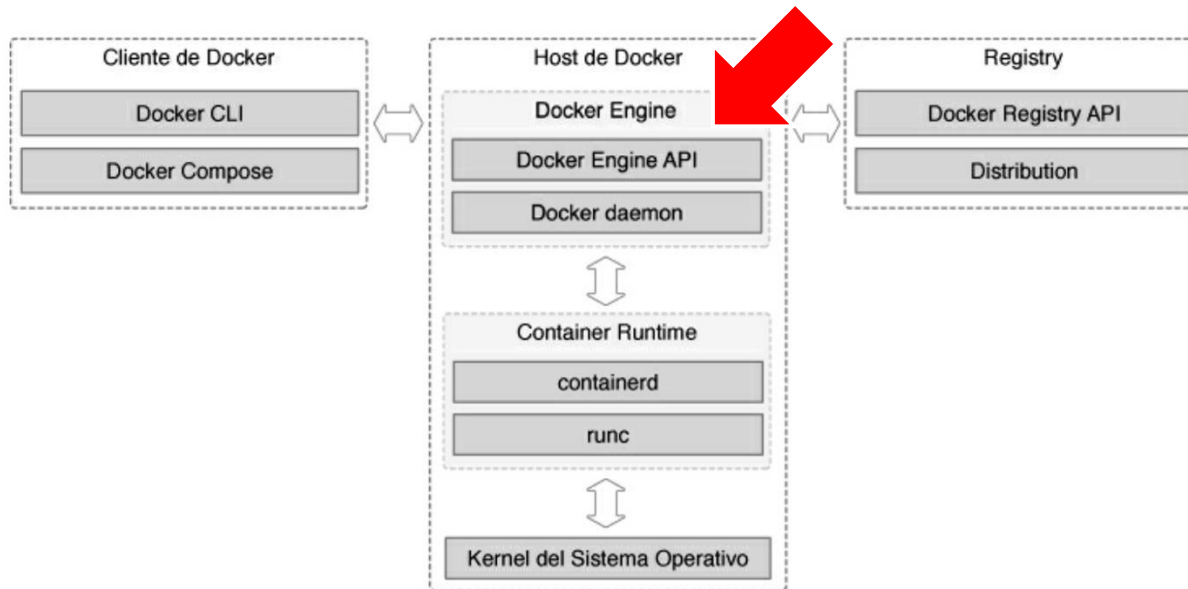 Cliente de Docker
Docker CLI
Docker Compose
Host de Docker
Docker Engine
Docker Engine API
Docker daemon
Container Runtime
containerd
runc
Kernel del Sistema Operativo
Registry
Docker Registry API
Distribution